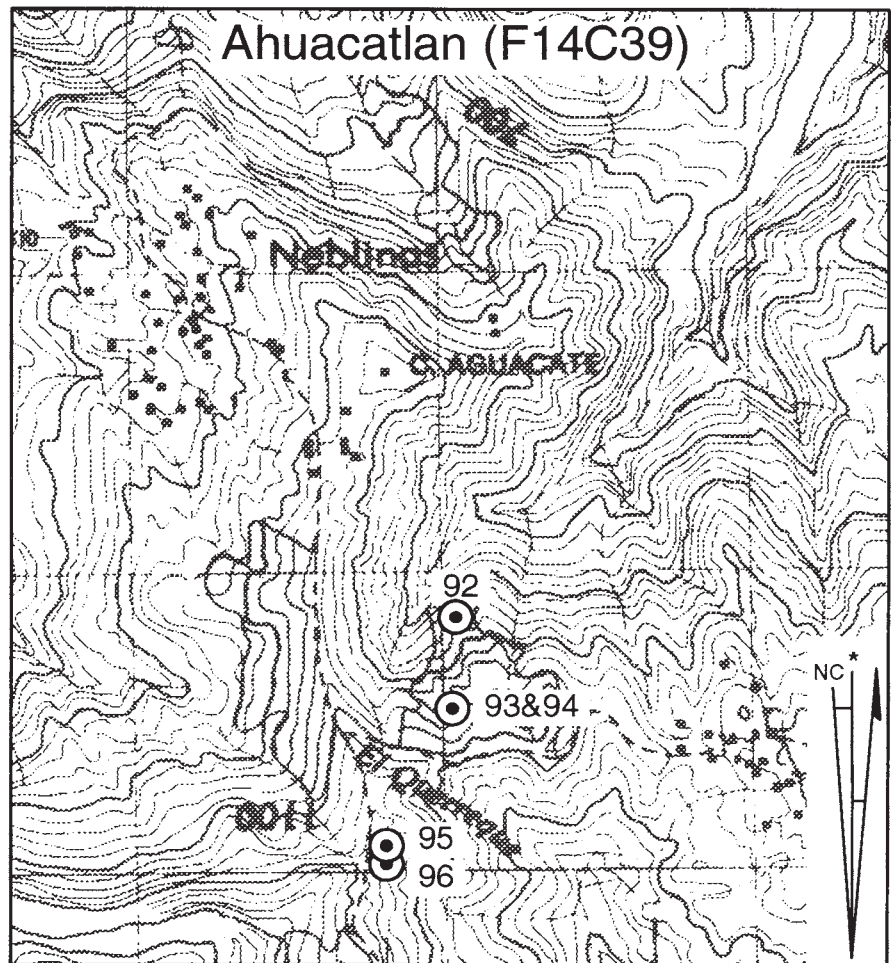 Ahuacatlan (F14C39)
Neblinas
C. AGUACATE
92
93&94
NC *
95
96